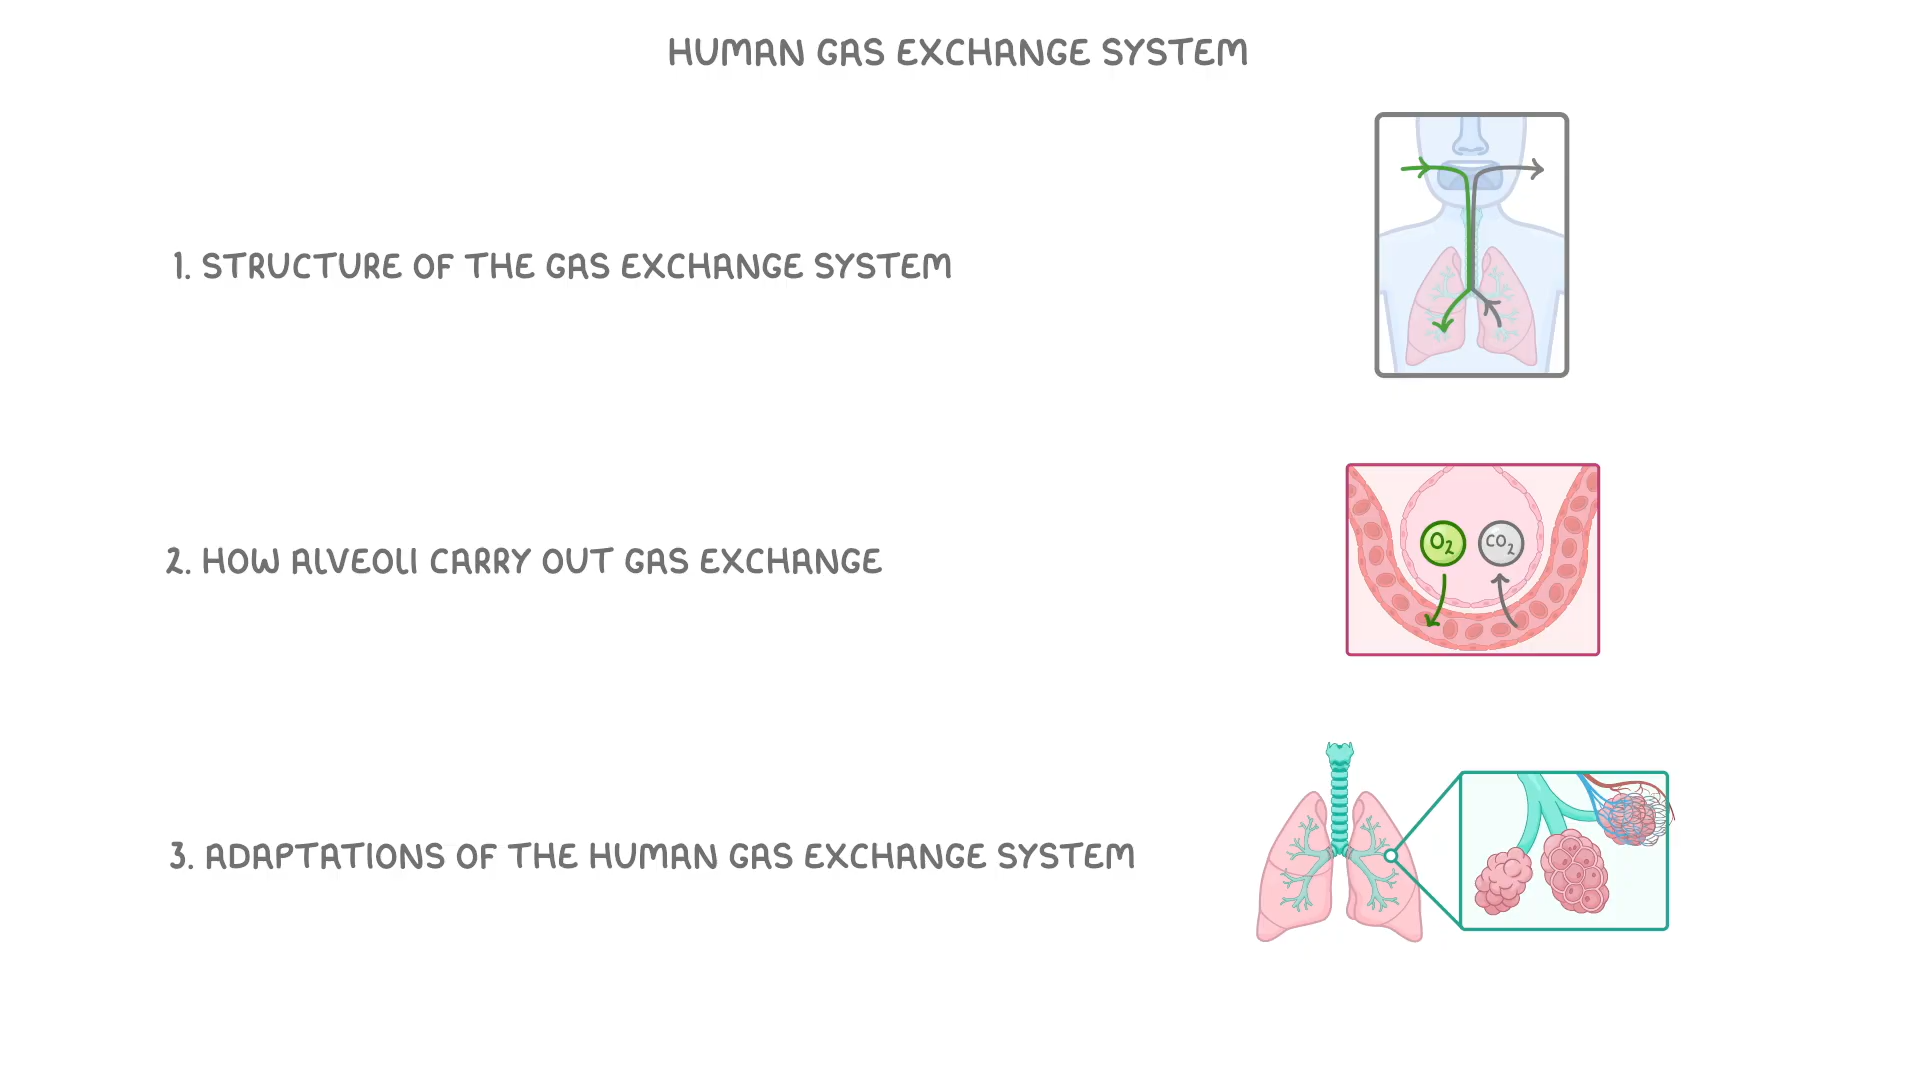 HUMAN GAS EXCHANGE SYSTEM
1. STRUCTURE OF THE GAS EXCHANGE SYSTEM
2. HOW ALVEOLI CARRY OUT GAS EXCHANGE
O₂ CO₂
3. ADAPTATIONS OF THE HUMAN GAS EXCHANGE SYSTEM